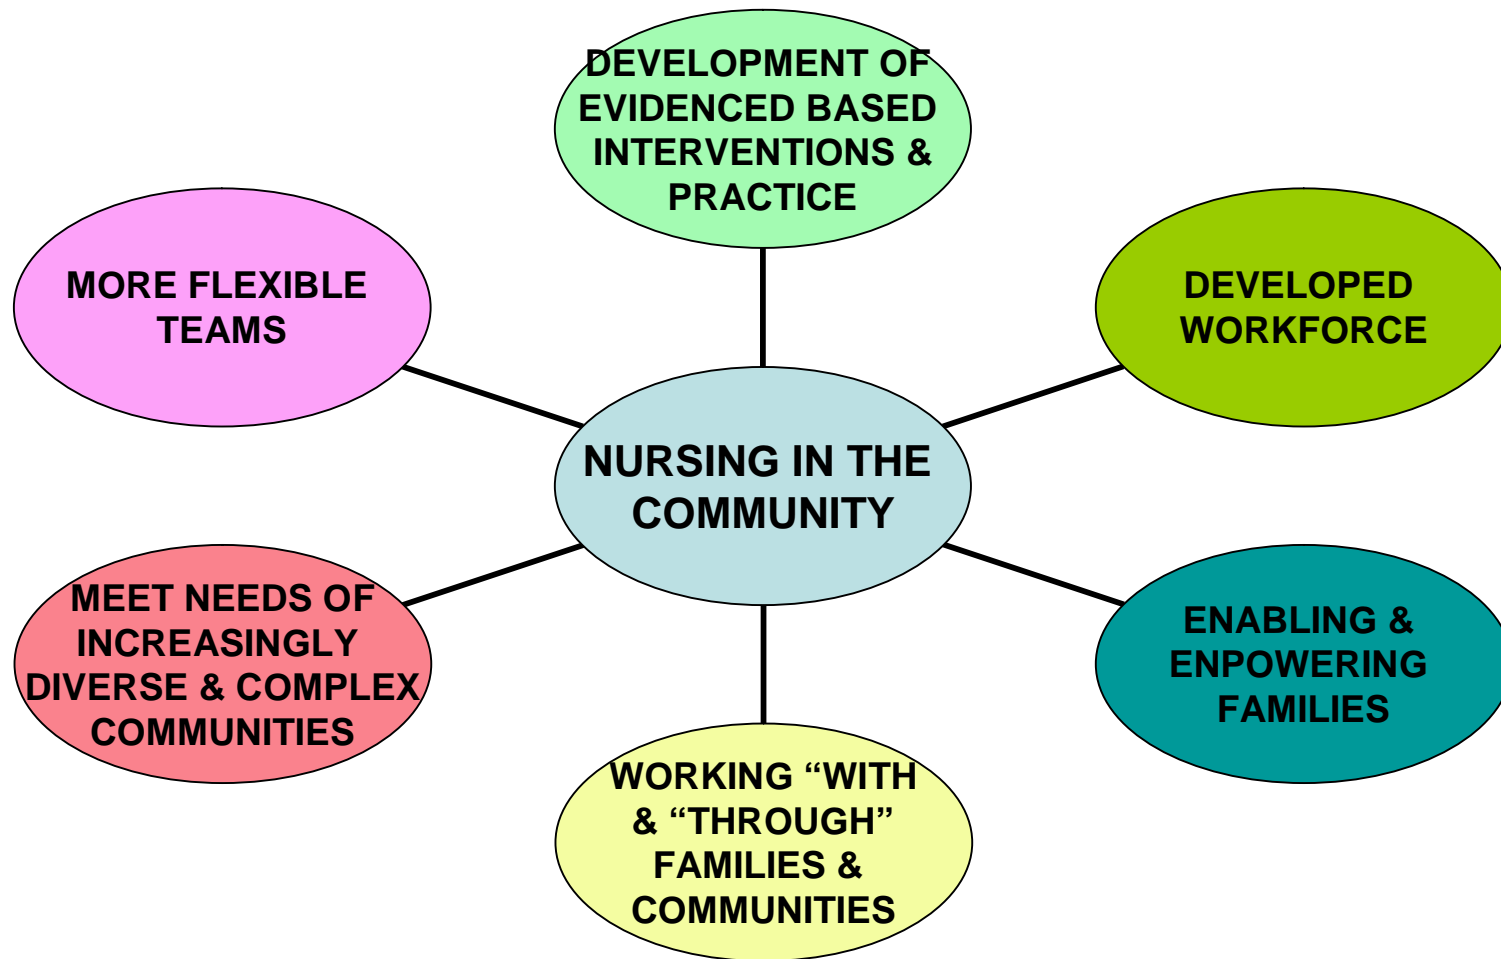 DEVELOPMENT OF
EVIDENCED BASED
INTERVENTIONS &
PRACTICE
MORE FLEXIBLE
TEAMS
DEVELOPED
WORKFORCE
NURSING IN THE
COMMUNITY
MEET NEEDS OF
INCREASINGLY
DIVERSE & COMPLEX
COMMUNITIES
ENABLING &
ENPOWERING
FAMILIES
WORKING “WITH
& “THROUGH”
FAMILIES &
COMMUNITIES